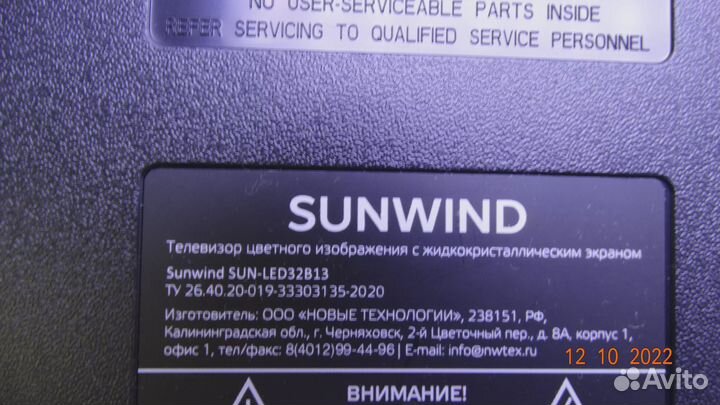 NO USER-SERVICEABLE PARTS INSIDE
REFER SERVICING TO QUALIFIED SERVICE PERSONNEL
SUNWIND
Телевизор цветного изображения с жидкокристаллическим экраном
Sunwind SUN-LED32B13
ТУ 26.40.20-019-33303135-2020
Изготовитель: ООО «НОВЫЕ ТЕХНОЛОГИИ», 238151, РФ,
Калининградская обл., г. Черняховск, 2-й Цветочный пер., д. 8А, корпус 1,
офис 1, тел/факс: 8(4012)99-44-96 | E-mail: info@nwtex.ru
12 10 2022
ВНИМАНИЕ!
Avito